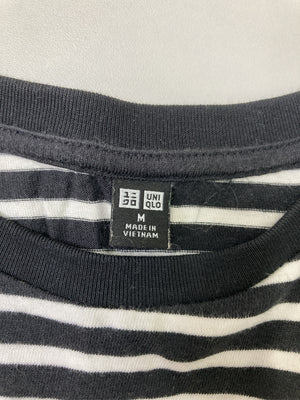 ユニ UNI
クロ QLO
M
MADE IN
VIETNAM